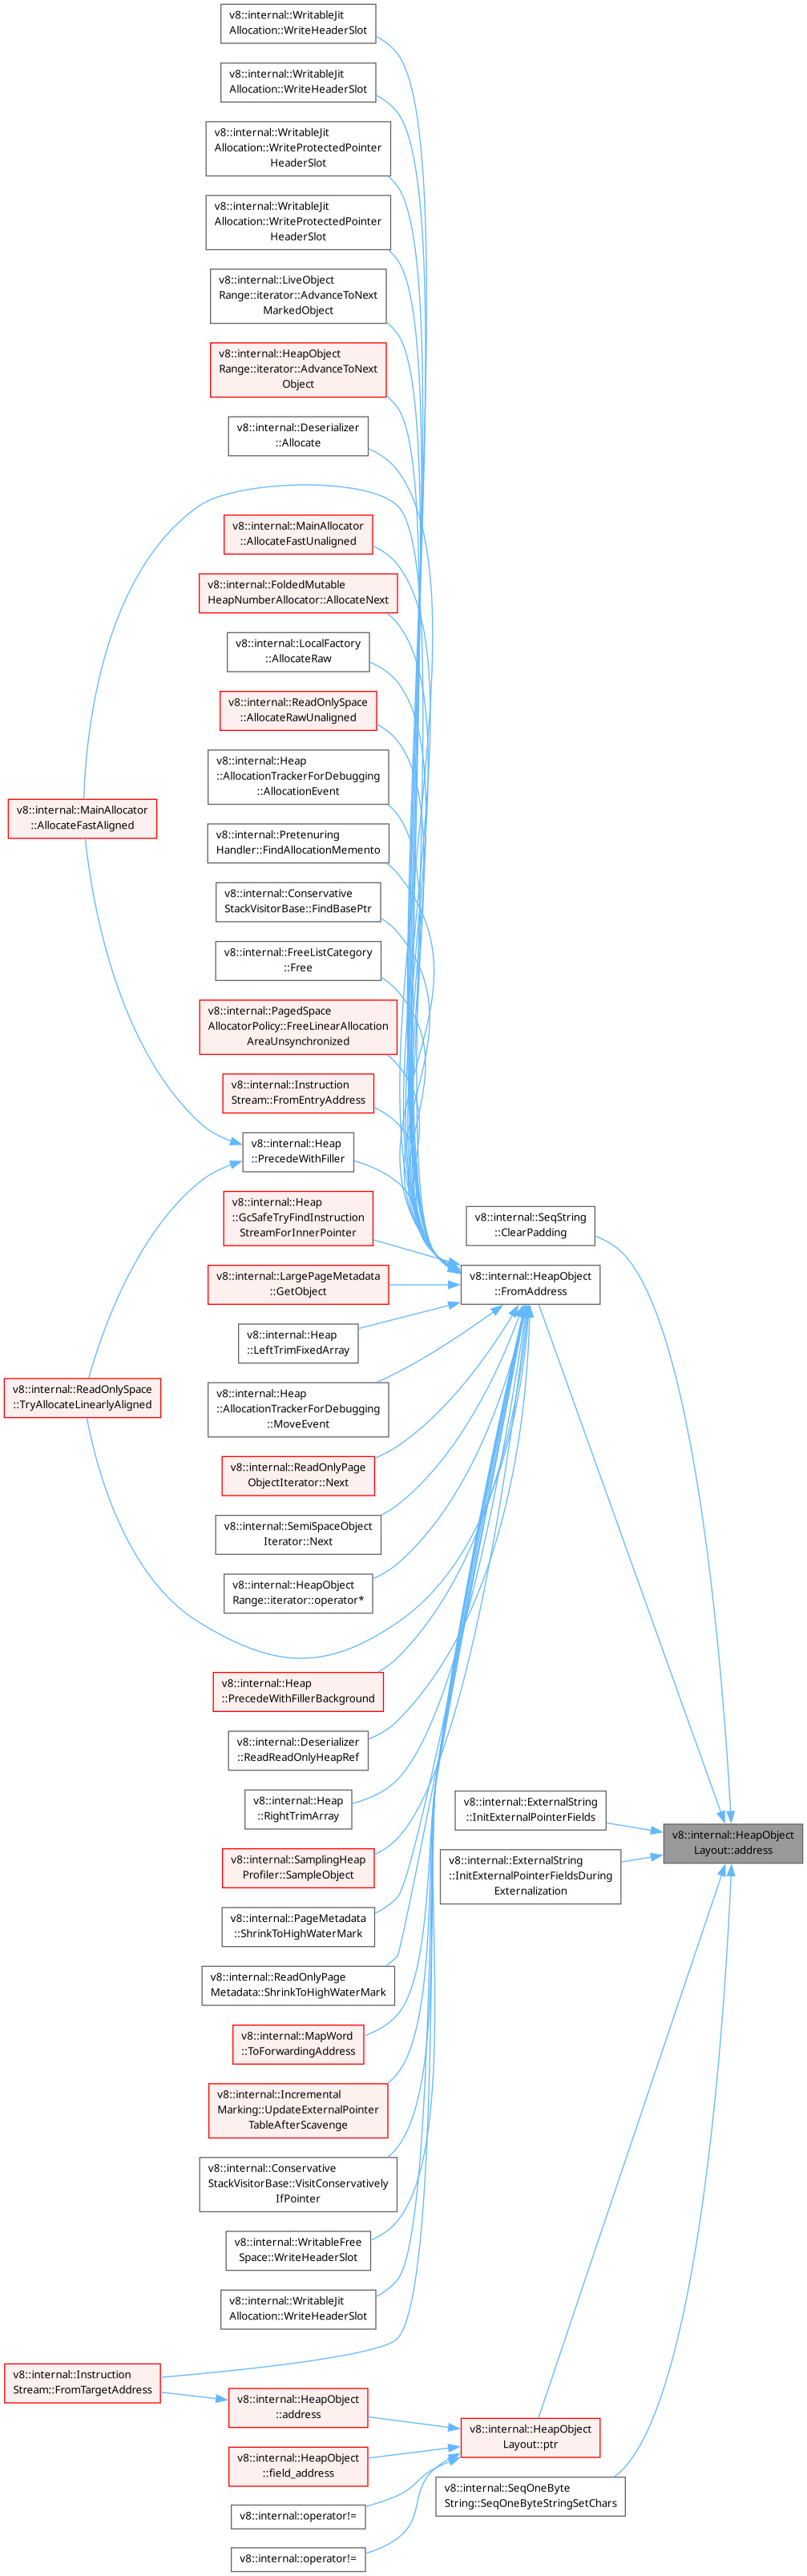 v8::internal::WritableJit
Allocation::WriteHeaderSlot
v8::internal::WritableJit
Allocation::WriteHeaderSlot
v8::internal::WritableJit
Allocation::WriteProtectedPointer
HeaderSlot
v8::internal::WritableJit
Allocation::WriteProtectedPointer
HeaderSlot
v8::internal::LiveObject
Range::iterator::AdvanceToNext
MarkedObject
v8::internal::HeapObject
Range::iterator::AdvanceToNext
Object
v8::internal::Deserializer
::Allocate
v8::internal::MainAllocator
::AllocateFastUnaligned
v8::internal::FoldedMutable
HeapNumberAllocator::AllocateNext
v8::internal::LocalFactory
::AllocateRaw
v8::internal::ReadOnlySpace
::AllocateRawUnaligned
v8::internal::Heap
::AllocationTrackerForDebugging
::AllocationEvent
v8::internal::MainAllocator
::AllocateFastAligned
v8::internal::Pretenuring
Handler::FindAllocationMemento
v8::internal::Conservative
StackVisitorBase::FindBasePtr
v8::internal::FreeListCategory
::Free
v8::internal::PagedSpace
AllocatorPolicy::FreeLinearAllocation
AreaUnsynchronized
v8::internal::Instruction
Stream::FromEntryAddress
v8::internal::Heap
::PrecedeWithFiller
v8::internal::Heap
::GcSafeTryFindInstruction
StreamForInnerPointer
v8::internal::SeqString
::ClearPadding
v8::internal::LargePageMetadata
::GetObject
v8::internal::HeapObject
::FromAddress
v8::internal::Heap
::LeftTrimFixedArray
v8::internal::ReadOnlySpace
::TryAllocateLinearlyAligned
v8::internal::Heap
::AllocationTrackerForDebugging
::MoveEvent
v8::internal::ReadOnlyPage
ObjectIterator::Next
v8::internal::SemiSpaceObject
Iterator::Next
v8::internal::HeapObject
Range::iterator::operator*
v8::internal::Heap
::PrecedeWithFillerBackground
v8::internal::Deserializer
::ReadReadOnlyHeapRef
v8::internal::Heap
::RightTrimArray
v8::internal::ExternalString
::InitExternalPointerFields
v8::internal::HeapObject
Layout::address
v8::internal::SamplingHeap
Profiler::SampleObject
v8::internal::ExternalString
::InitExternalPointerFieldsDuring
Externalization
v8::internal::PageMetadata
::ShrinkToHighWaterMark
v8::internal::ReadOnlyPage
Metadata::ShrinkToHighWaterMark
v8::internal::MapWord
::ToForwardingAddress
v8::internal::Incremental
Marking::UpdateExternalPointer
TableAfterScavenge
v8::internal::Conservative
StackVisitorBase::VisitConservatively
IfPointer
v8::internal::WritableFree
Space::WriteHeaderSlot
v8::internal::WritableJit
Allocation::WriteHeaderSlot
v8::internal::Instruction
Stream::FromTargetAddress
v8::internal::HeapObject
::address
v8::internal::HeapObject
Layout::ptr
v8::internal::HeapObject
::field_address
v8::internal::SeqOneByte
String::SeqOneByteStringSetChars
v8::internal::operator!=
v8::internal::operator!=